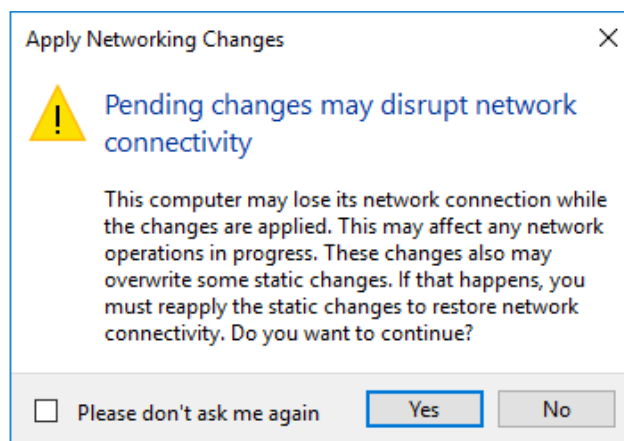 Apply Networking Changes
Pending changes may disrupt network
connectivity
This computer may lose its network connection while
the changes are applied. This may affect any network
operations in progress. These changes also may
overwrite some static changes. If that happens, you
must reapply the static changes to restore network
connectivity. Do you want to continue?
Please don't ask me again Yes No